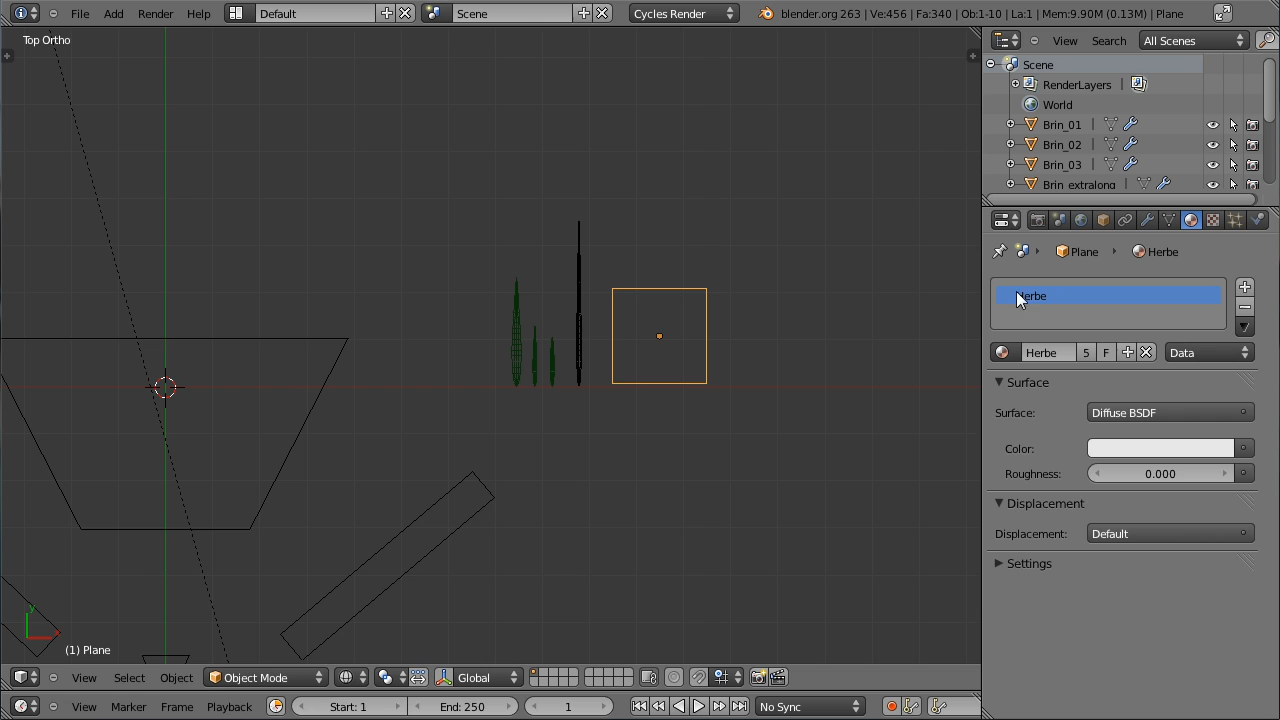 File Add Render Help Default Scene Cycles Render blender.org 263 | Ve:456 | Fa:340 | Ob:1-10 | La:1 | Mem:9.90M (0.13M) | Plane
Top Ortho
View Search All Scenes
Scene
RenderLayers
World
Brin_01
Brin_02
Brin_03
Brin_extralong
Plane Herbe
Herbe 5 F Data
Surface
Surface: Diffuse BSDF
Color:
Roughness: 0.000
Displacement
Displacement: Default
Settings
y
x
(1) Plane
View Select Object Object Mode Global
View Marker Frame Playback Start: 1 End: 250 1 No Sync